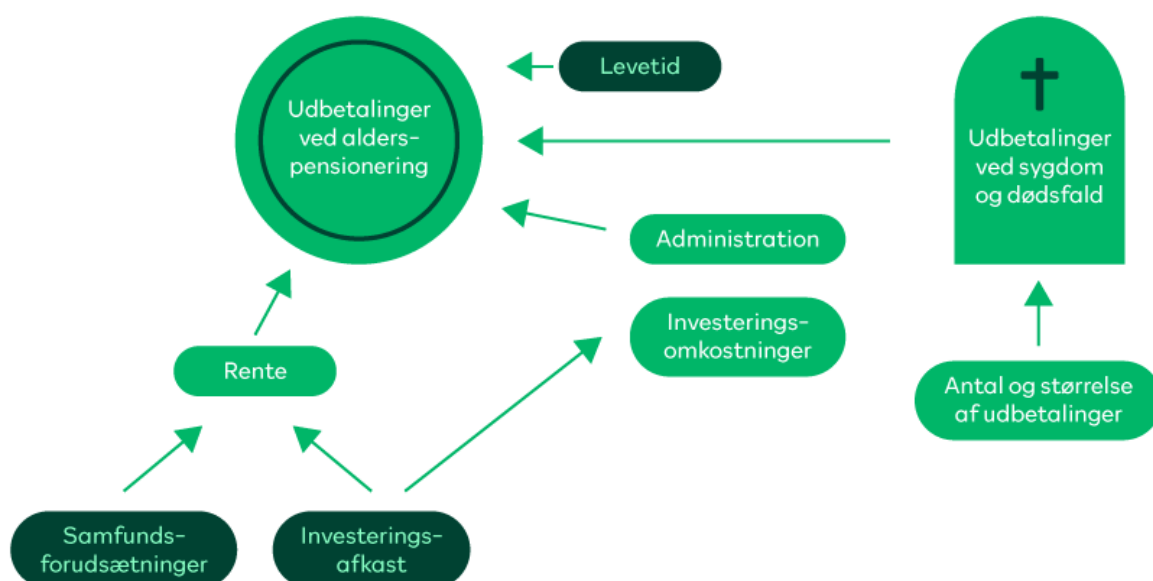 Levetid
Udbetalinger
ved alders-
pensionering
Udbetalinger
ved sygdom
og dødsfald
Administration
Investerings-
omkostninger
Rente
Antal og størrelse
af udbetalinger
Samfunds-
forudsætninger
Investerings-
afkast